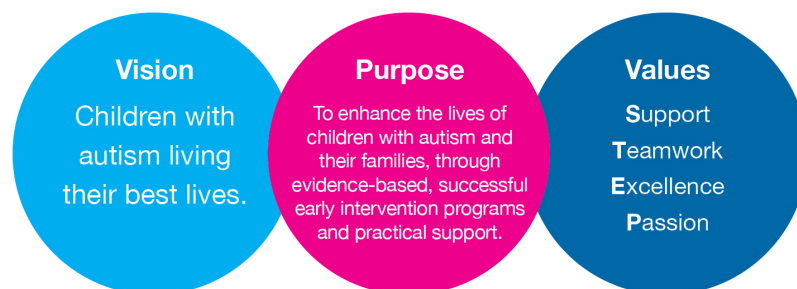 Vision
Children with
autism living
their best lives.
Purpose
To enhance the lives of
children with autism and
their families, through
evidence-based, successful
early intervention programs
and practical support.
Values
Support
Teamwork
Excellence
Passion